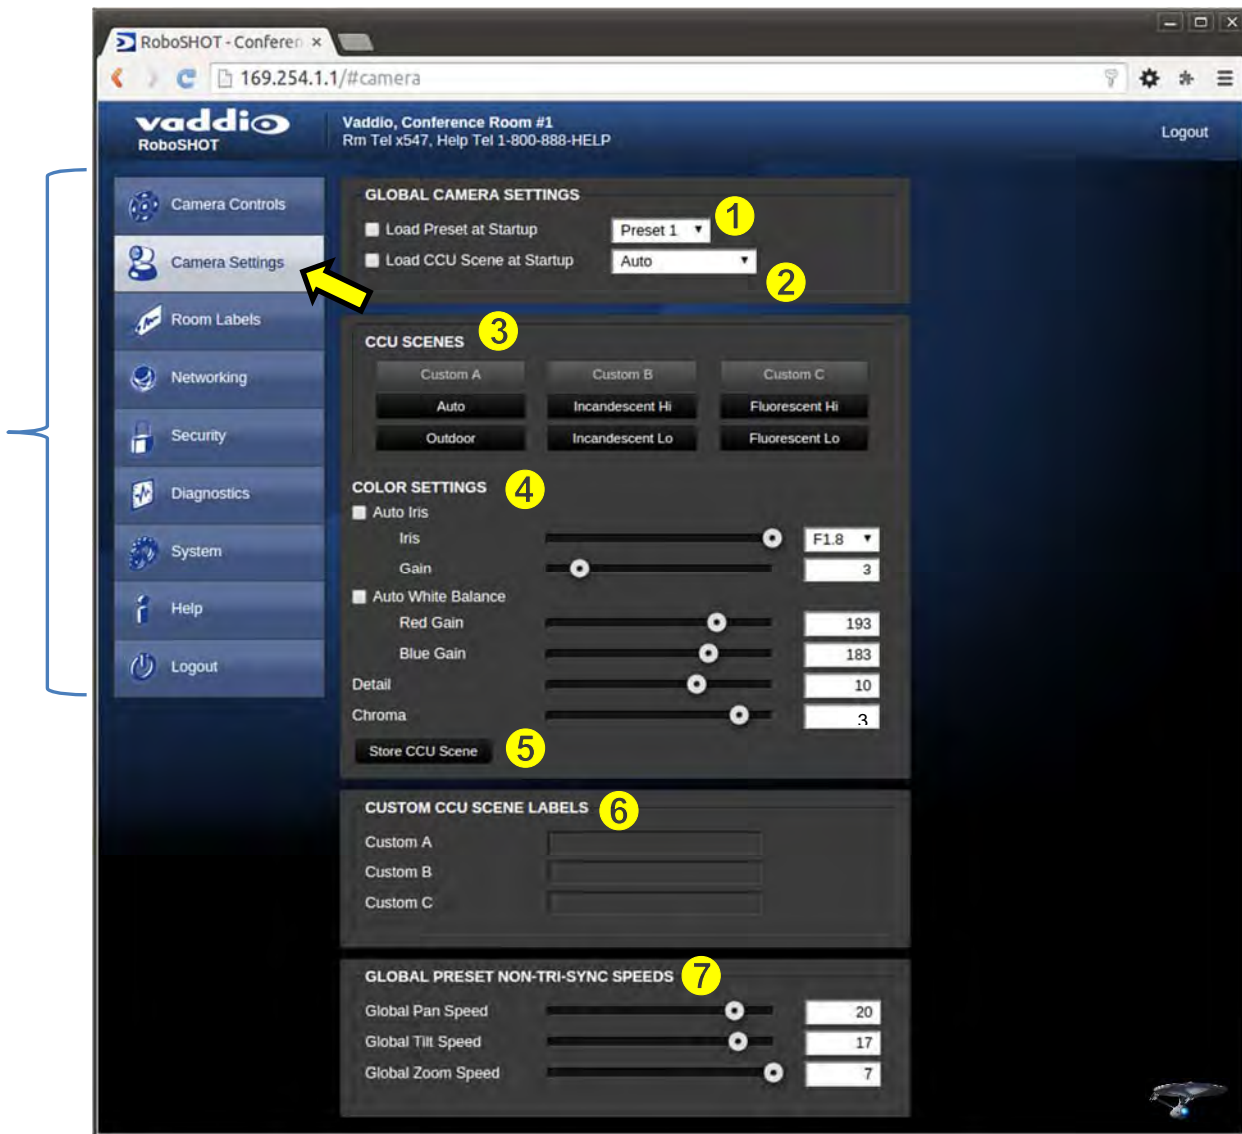 RoboSHOT - Conferen ×
169.254.1.1/#camera
vaddio
RoboSHOT
Vaddio, Conference Room #1
Rm Tel x547, Help Tel 1-800-888-HELP
Logout
Camera Controls
Camera Settings
Room Labels
Networking
Security
Diagnostics
System
Help
Logout
GLOBAL CAMERA SETTINGS
1
Load Preset at Startup
Preset 1
Load CCU Scene at Startup
Auto
2
CCU SCENES
3
Custom A
Custom B
Custom C
Auto
Incandescent Hi
Fluorescent Hi
Outdoor
Incandescent Lo
Fluorescent Lo
COLOR SETTINGS
4
Auto Iris
Iris
F1.8
Gain
3
Auto White Balance
Red Gain
193
Blue Gain
183
Detail
10
Chroma
3
Store CCU Scene
5
CUSTOM CCU SCENE LABELS
6
Custom A
Custom B
Custom C
GLOBAL PRESET NON-TRI-SYNC SPEEDS
7
Global Pan Speed
20
Global Tilt Speed
17
Global Zoom Speed
7